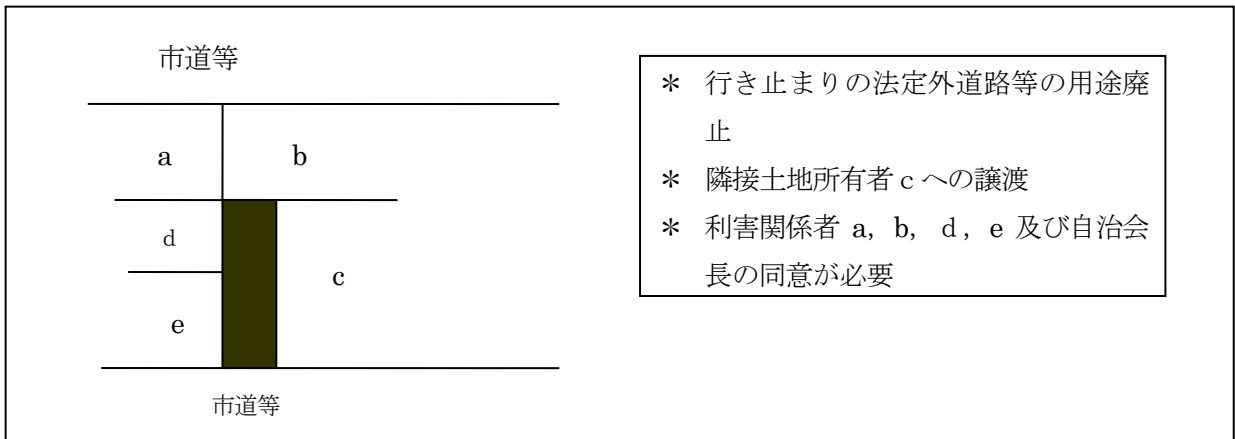 市道等
a
b
d
c
e
市道等
＊ 行き止まりの法定外道路等の用途廃
止
＊ 隣接土地所有者ｃへの譲渡
＊ 利害関係者 a，b，ｄ，e 及び自治会
長の同意が必要